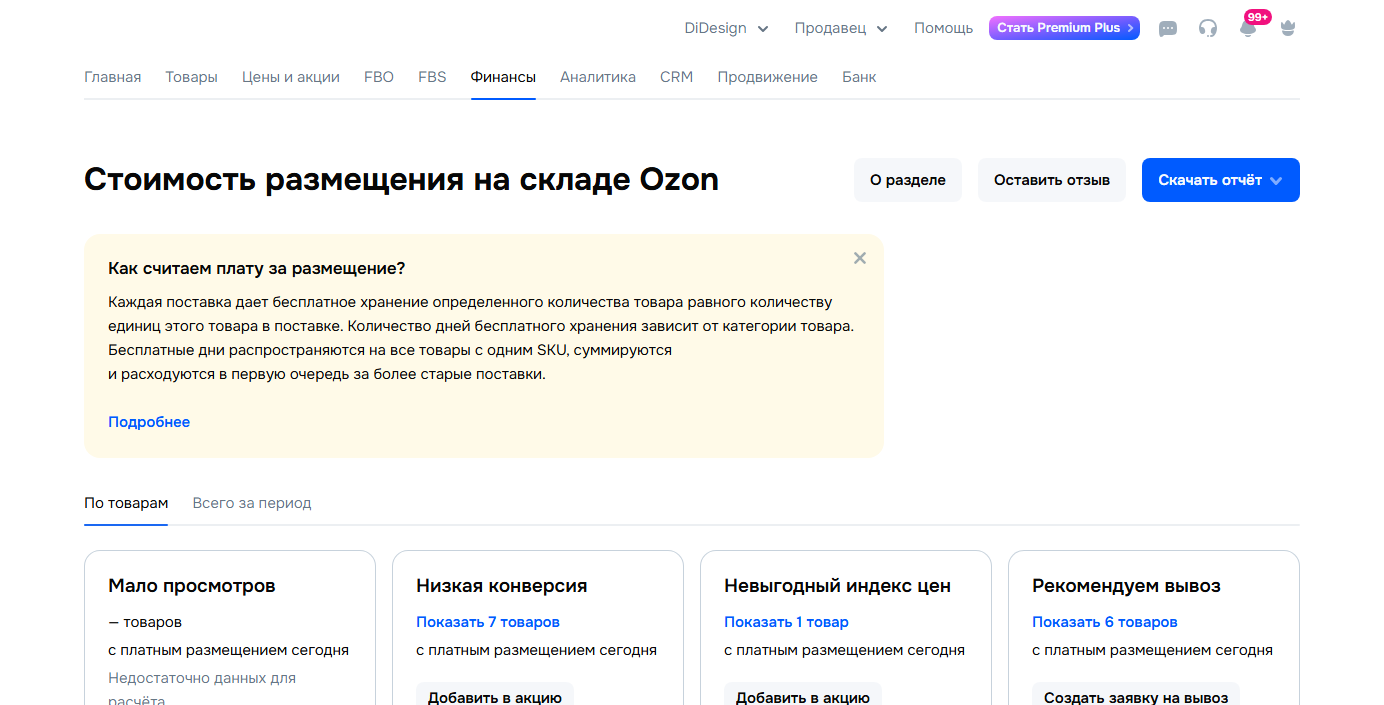 DiDesign Продавец Помощь Стать Premium Plus 99+
Главная Товары Цены и акции FBO FBS Финансы Аналитика CRM Продвижение Банк
Стоимость размещения на складе Ozon
О разделе Оставить отзыв Скачать отчёт
Как считаем плату за размещение?
Каждая поставка дает бесплатное хранение определенного количества товара равного количеству
единиц этого товара в поставке. Количество дней бесплатного хранения зависит от категории товара.
Бесплатные дни распространяются на все товары с одним SKU, суммируются
и расходуются в первую очередь за более старые поставки.
Подробнее
По товарам Всего за период
Мало просмотров
— товаров
с платным размещением сегодня
Недостаточно данных для
расчёта
Низкая конверсия
Показать 7 товаров
с платным размещением сегодня
Добавить в акцию
Невыгодный индекс цен
Показать 1 товар
с платным размещением сегодня
Добавить в акцию
Рекомендуем вывоз
Показать 6 товаров
с платным размещением сегодня
Создать заявку на вывоз